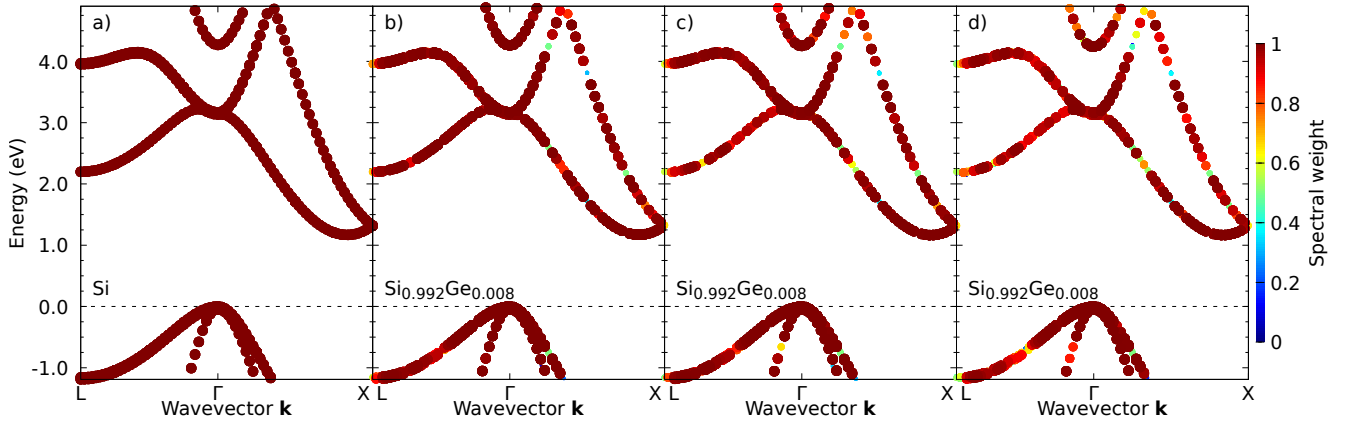 a) b) c) d)
4.0
3.0
2.0
1.0
0.0
-1.0
Energy (eV)
Si Si₀.₉₉₂Ge₀.₀₀₈ Si₀.₉₉₂Ge₀.₀₀₈ Si₀.₉₉₂Ge₀.₀₀₈
L Γ X L Γ X L Γ X L Γ X
Wavevector k Wavevector k Wavevector k Wavevector k
1
0.8
0.6
0.4
0.2
0
Spectral weight